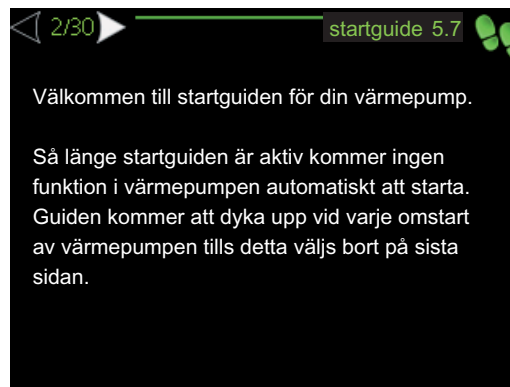 2/30
startguide 5.7
Välkommen till startguiden för din värmepump.
Så länge startguiden är aktiv kommer ingen
funktion i värmepumpen automatiskt att starta.
Guiden kommer att dyka upp vid varje omstart
av värmepumpen tills detta väljs bort på sista
sidan.